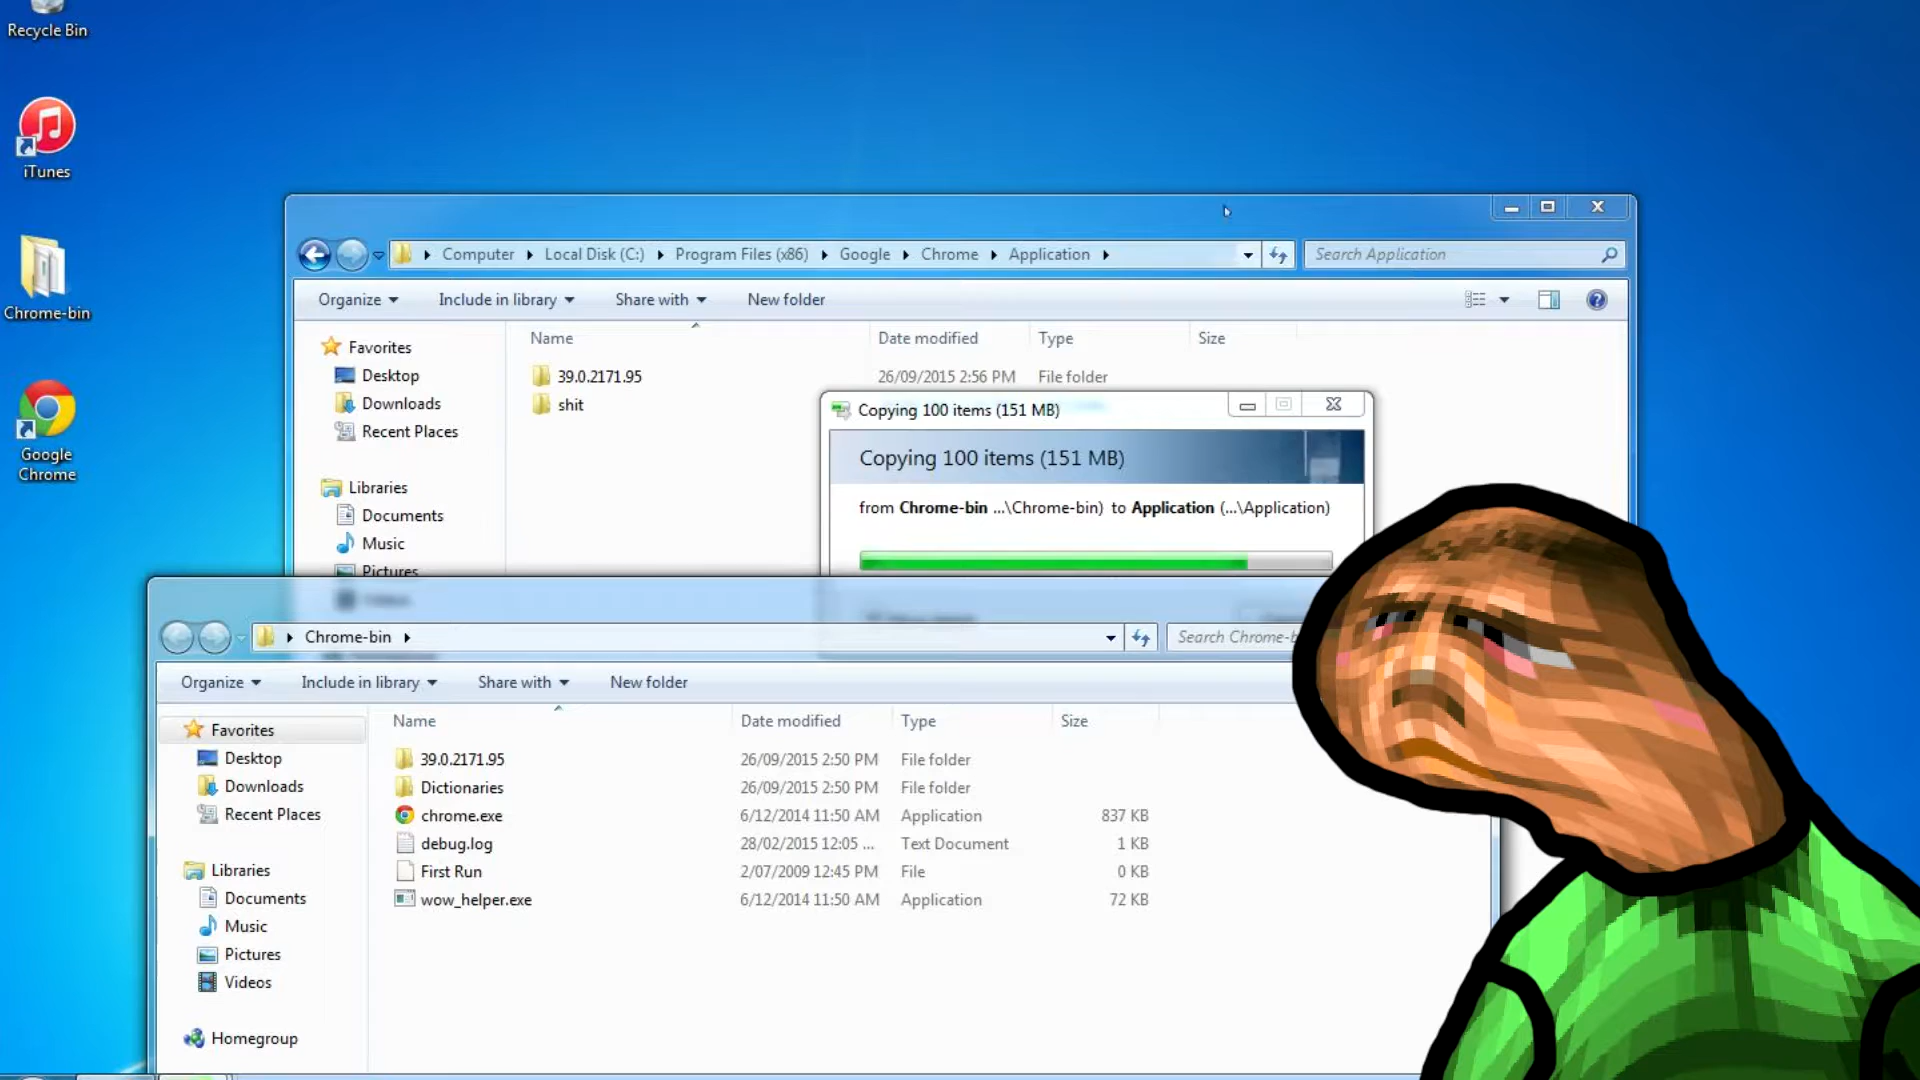 Recycle Bin
iTunes
Chrome-bin
Google
Chrome
Computer Local Disk (C:) Program Files (x86) Google Chrome Application
Search Application
Organize Include in library Share with New folder
Name Date modified Type Size
Favorites
Desktop
Downloads
Recent Places
Libraries
Documents
Music
Pictures
39.0.2171.95 26/09/2015 2:56 PM File folder
shit
Copying 100 items (151 MB)
Copying 100 items (151 MB)
from Chrome-bin ...\Chrome-bin) to Application (...\Application)
Chrome-bin
Search Chrome-b
Organize Include in library Share with New folder
Name Date modified Type Size
Favorites
Desktop
Downloads
Recent Places
Libraries
Documents
Music
Pictures
Videos
Homegroup
39.0.2171.95 26/09/2015 2:50 PM File folder
Dictionaries 26/09/2015 2:50 PM File folder
chrome.exe 6/12/2014 11:50 AM Application 837 KB
debug.log 28/02/2015 12:05 ... Text Document 1 KB
First Run 2/07/2009 12:45 PM File 0 KB
wow_helper.exe 6/12/2014 11:50 AM Application 72 KB